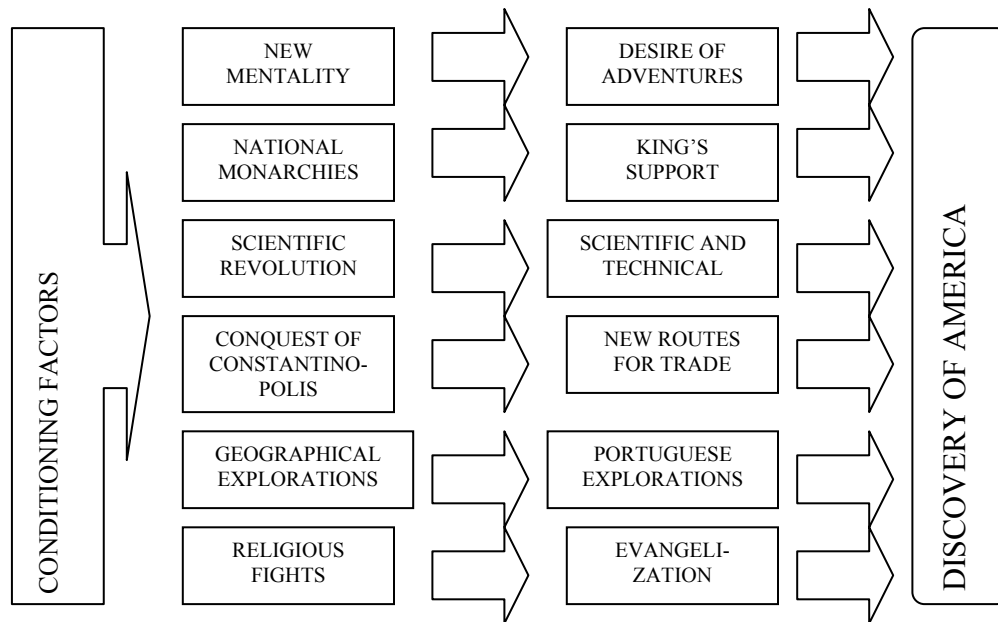 CONDITIONING FACTORS
NEW
MENTALITY
DESIRE OF
ADVENTURES
NATIONAL
MONARCHIES
KING’S
SUPPORT
SCIENTIFIC
REVOLUTION
SCIENTIFIC AND
TECHNICAL
CONQUEST OF
CONSTANTINO-
POLIS
NEW ROUTES
FOR TRADE
GEOGRAPHICAL
EXPLORATIONS
PORTUGUESE
EXPLORATIONS
RELIGIOUS
FIGHTS
EVANGELI-
ZATION
DISCOVERY OF AMERICA